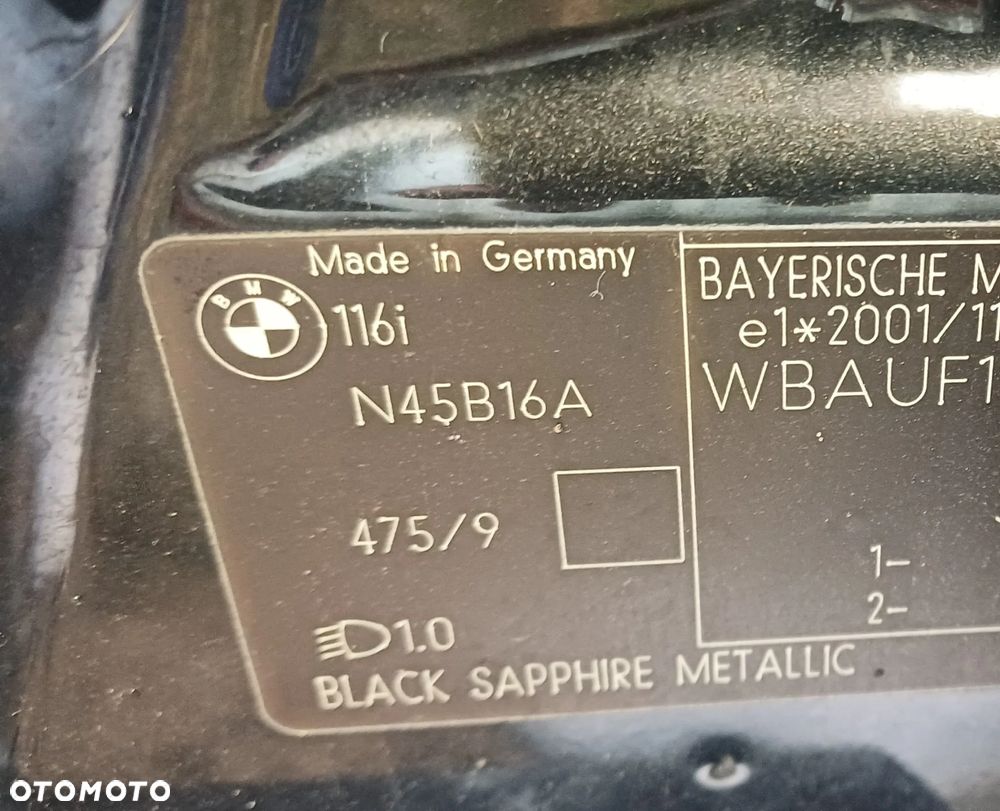 Made in Germany
BMW
116i
N45B16A
475/9
1.0
BLACK SAPPHIRE METALLIC
BAYERISCHE M
e1*2001/11
WBAUF1
1-
2-
OTOMOTO